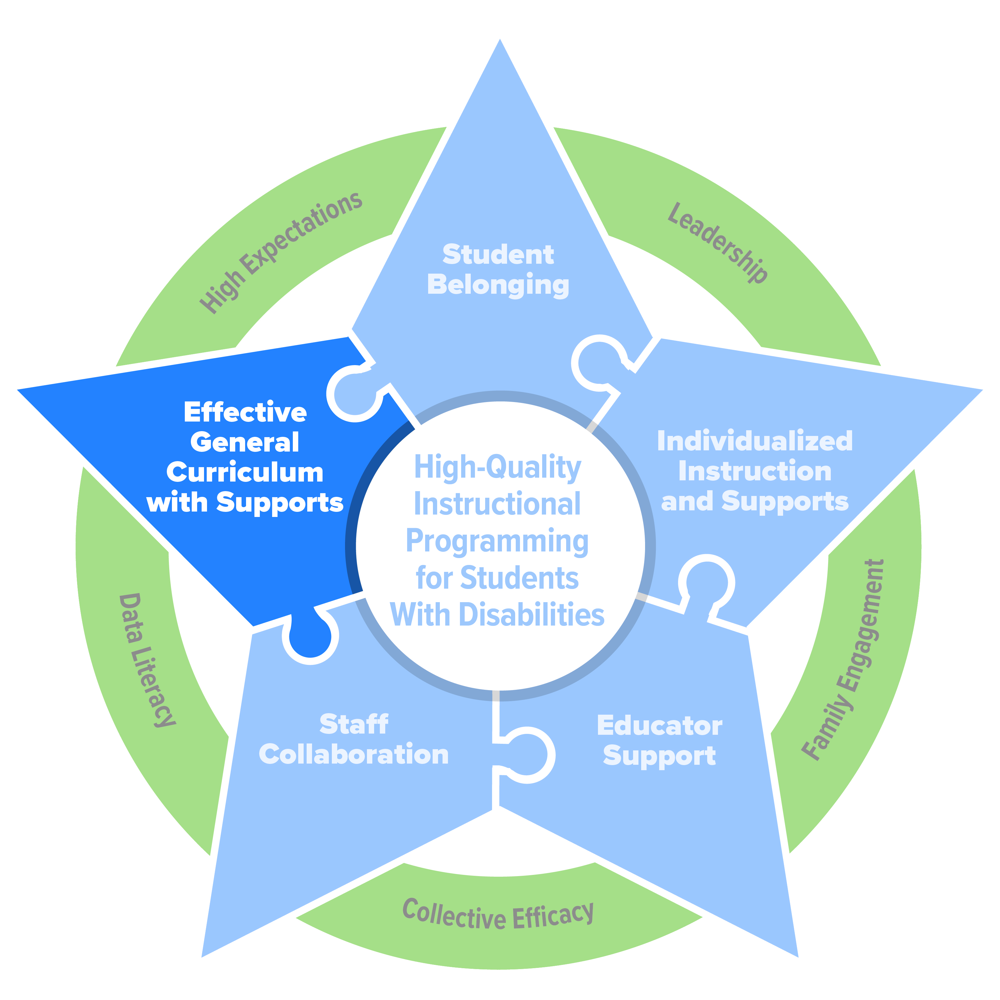 High Expectations
Leadership
Student
Belonging
Effective
General
Curriculum
with Supports
Individualized
Instruction
and Supports
High-Quality
Instructional
Programming
for Students
With Disabilities
Data Literacy
Family Engagement
Staff
Collaboration
Educator
Support
Collective Efficacy